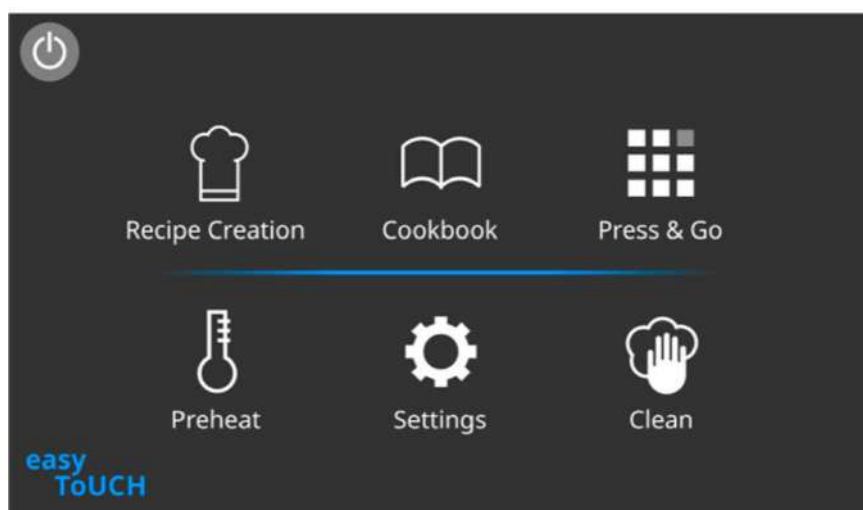 Recipe Creation
Cookbook
Press & Go
Preheat
Settings
Clean
easy
ToUCH